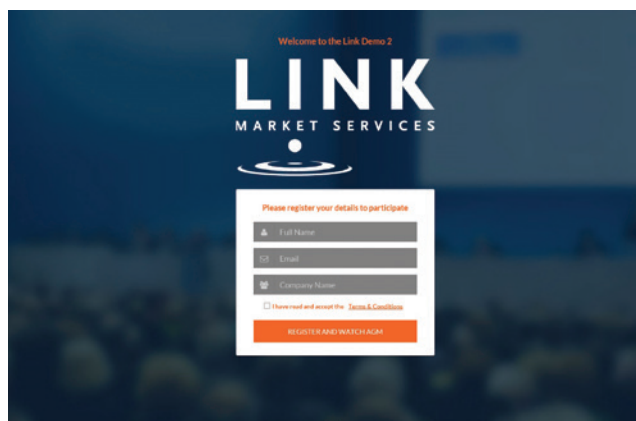 Welcome to the Link Demo 2
LINK
MARKET SERVICES
Please register your details to participate
Full Name
Email
Company Name
I have read and accept the Terms & Conditions
REGISTER AND WATCH AGM